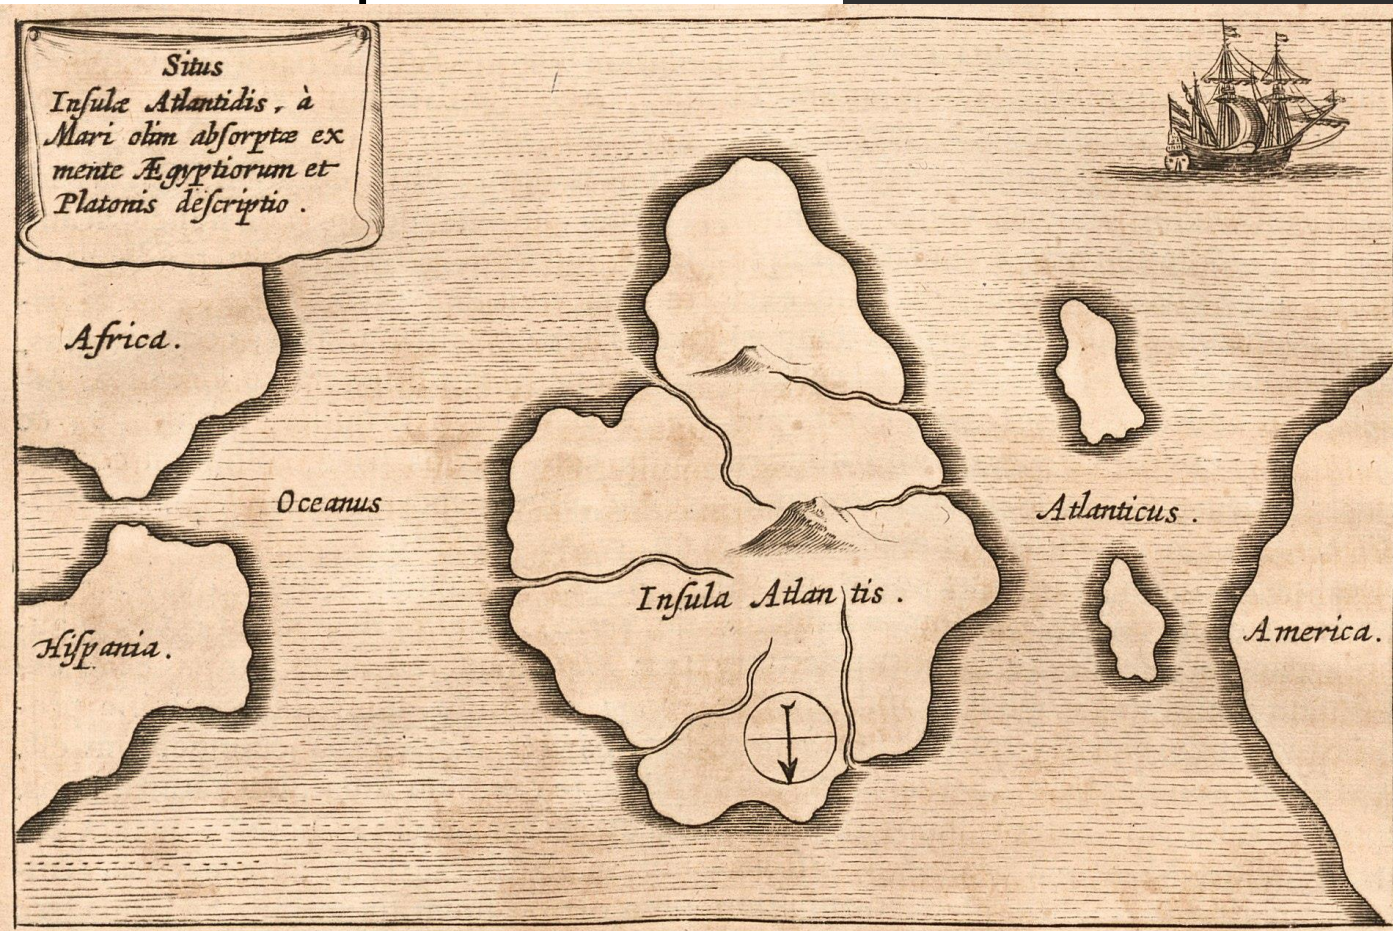 Situs
Inſulæ Atlantidis, à
Mari olim abſorptæ ex
mente Ægyptiorum et
Platonis deſcriptio.
Africa.
Oceanus
Atlanticus.
Inſula Atlantis.
Hiſpania.
America.